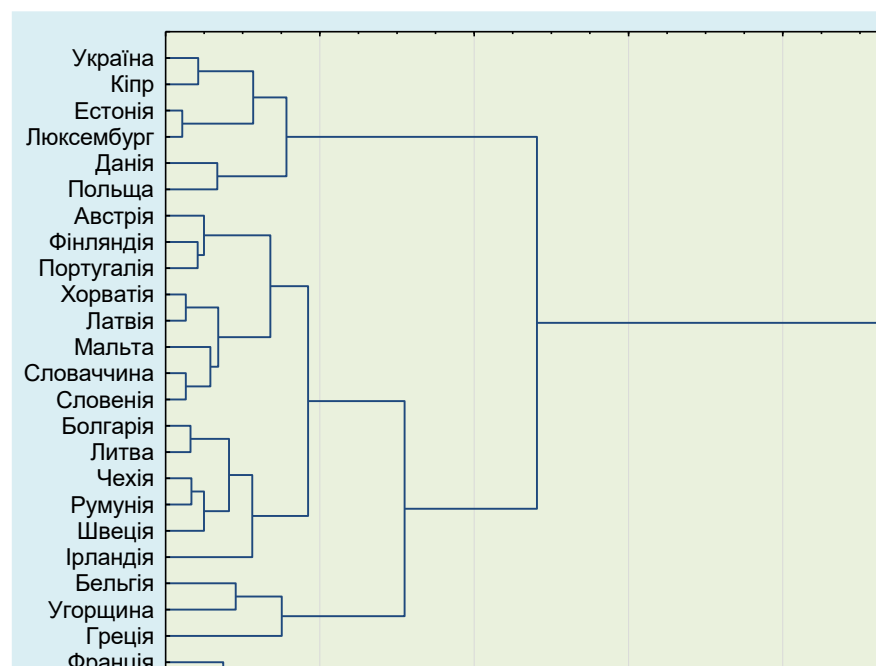 Україна
Кіпр
Естонія
Люксембург
Данія
Польща
Австрія
Фінляндія
Португалія
Хорватія
Латвія
Мальта
Словаччина
Словенія
Болгарія
Литва
Чехія
Румунія
Швеція
Ірландія
Бельгія
Угорщина
Греція
Франція